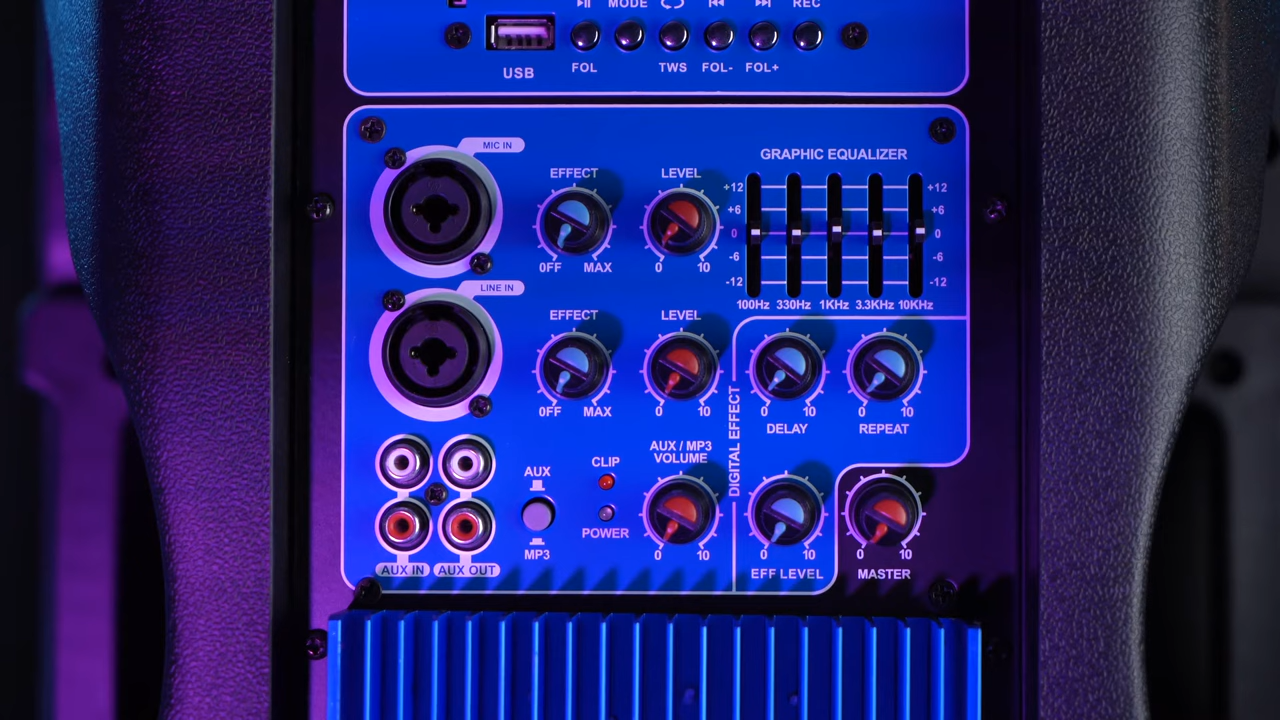 MODE REC
USB FOL TWS FOL- FOL+
MIC IN
EFFECT LEVEL
0FF MAX 0 10
GRAPHIC EQUALIZER
+12 +12
+6 +6
0 0
-6 -6
-12 -12
100Hz 330Hz 1KHz 3.3KHz 10KHz
LINE IN
EFFECT LEVEL
0FF MAX 0 10
DIGITAL EFFECT
0 10 0 10
DELAY REPEAT
AUX IN AUX OUT
AUX
MP3
CLIP
POWER
AUX / MP3
VOLUME
0 10
0 10
EFF LEVEL
0 10
MASTER